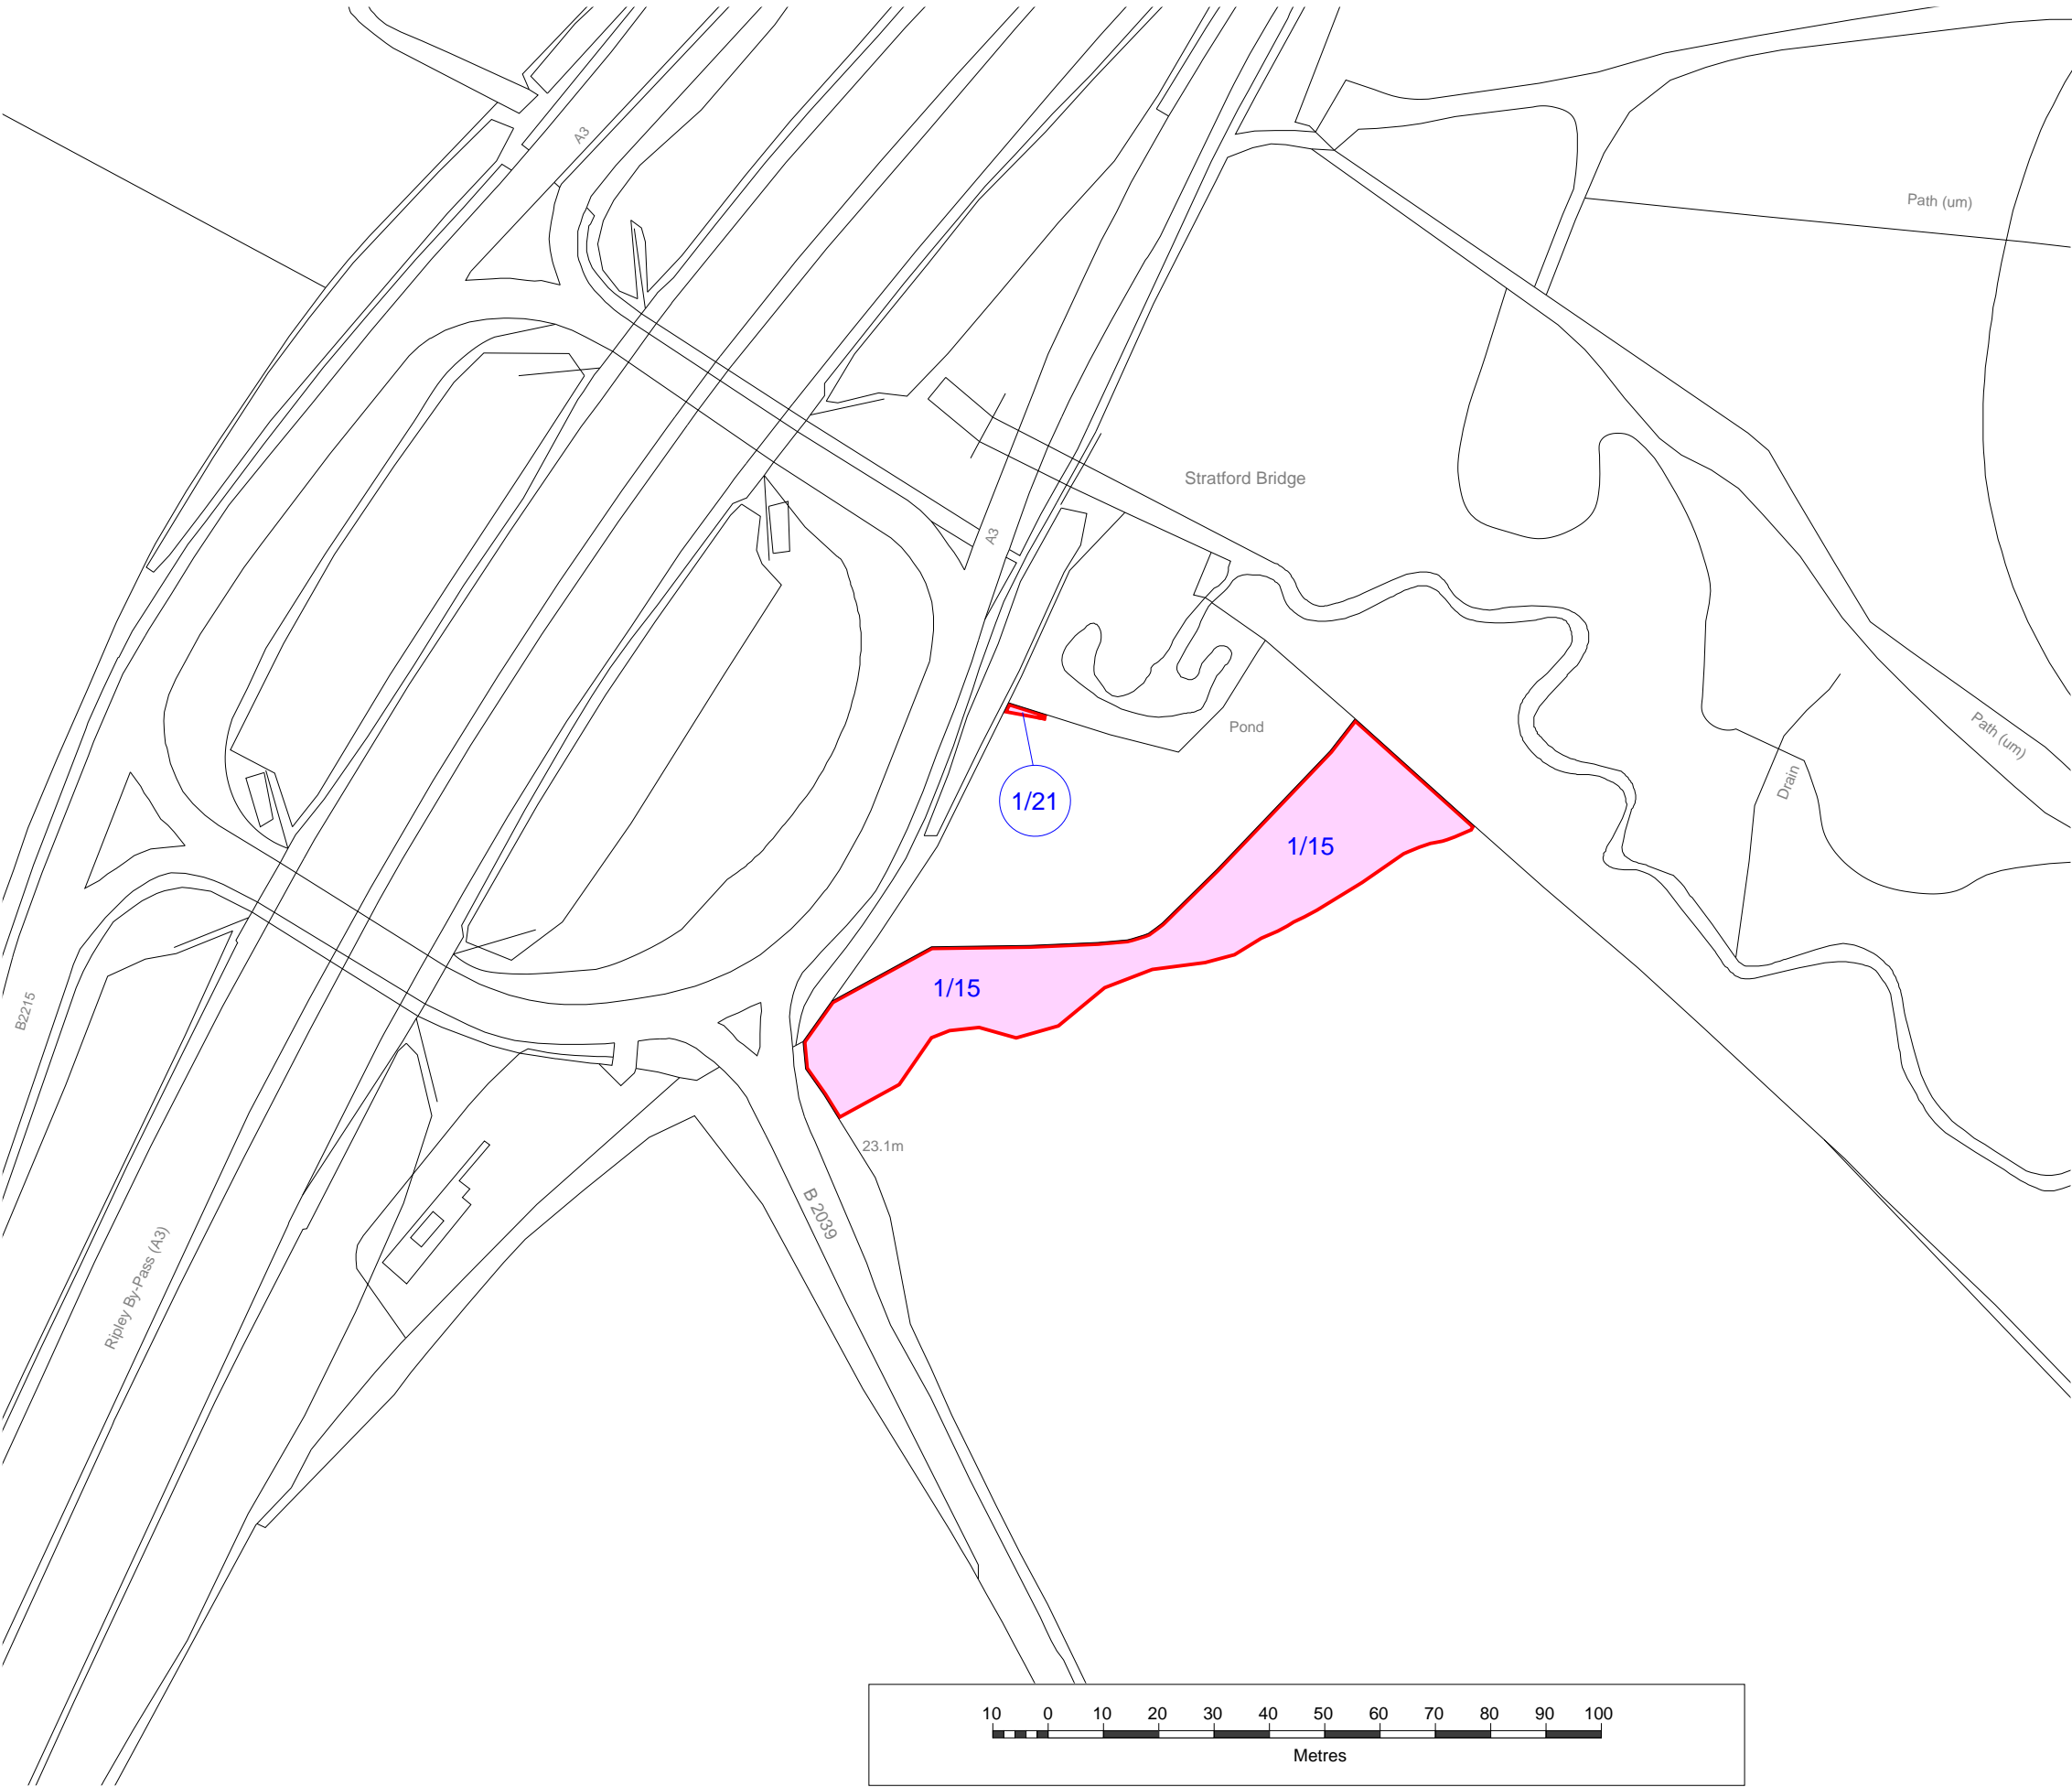 A3
Path (um)
Stratford Bridge
A3
Pond
Path (um)
Drain
1/21
1/15
1/15
B2215
23.1m
B 2039
Ripley By-Pass (A3)
10 0 10 20 30 40 50 60 70 80 90 100
Metres